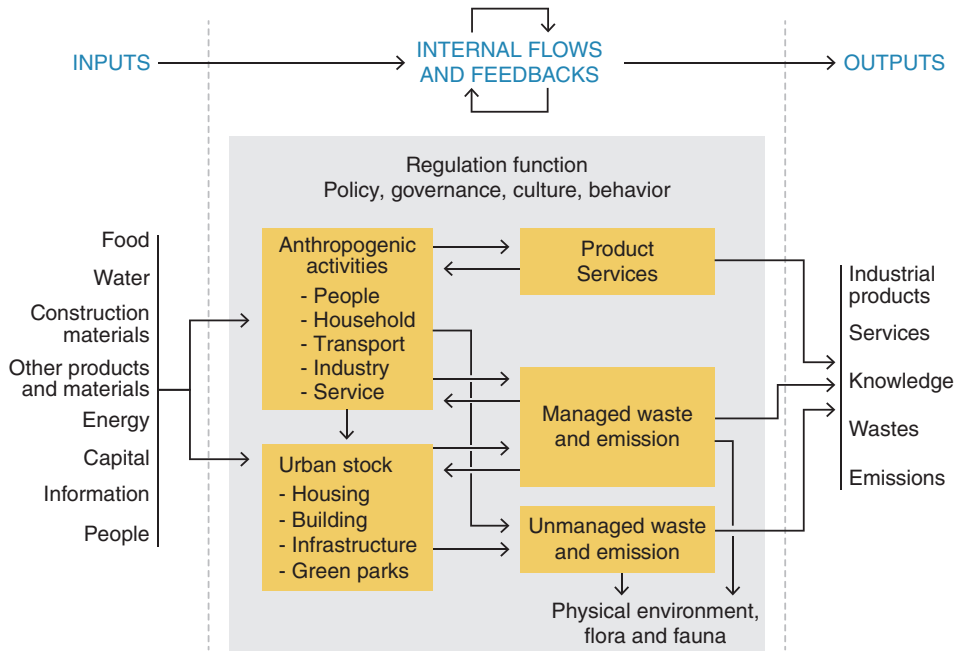 INPUTS
INTERNAL FLOWS
AND FEEDBACKS
OUTPUTS
Regulation function
Policy, governance, culture, behavior
Food
Water
Construction
materials
Other products
and materials
Energy
Capital
Information
People
Anthropogenic
activities
- People
- Household
- Transport
- Industry
- Service
Urban stock
- Housing
- Building
- Infrastructure
- Green parks
Product
Services
Managed waste
and emission
Unmanaged waste
and emission
Physical environment,
flora and fauna
Industrial
products
Services
Knowledge
Wastes
Emissions